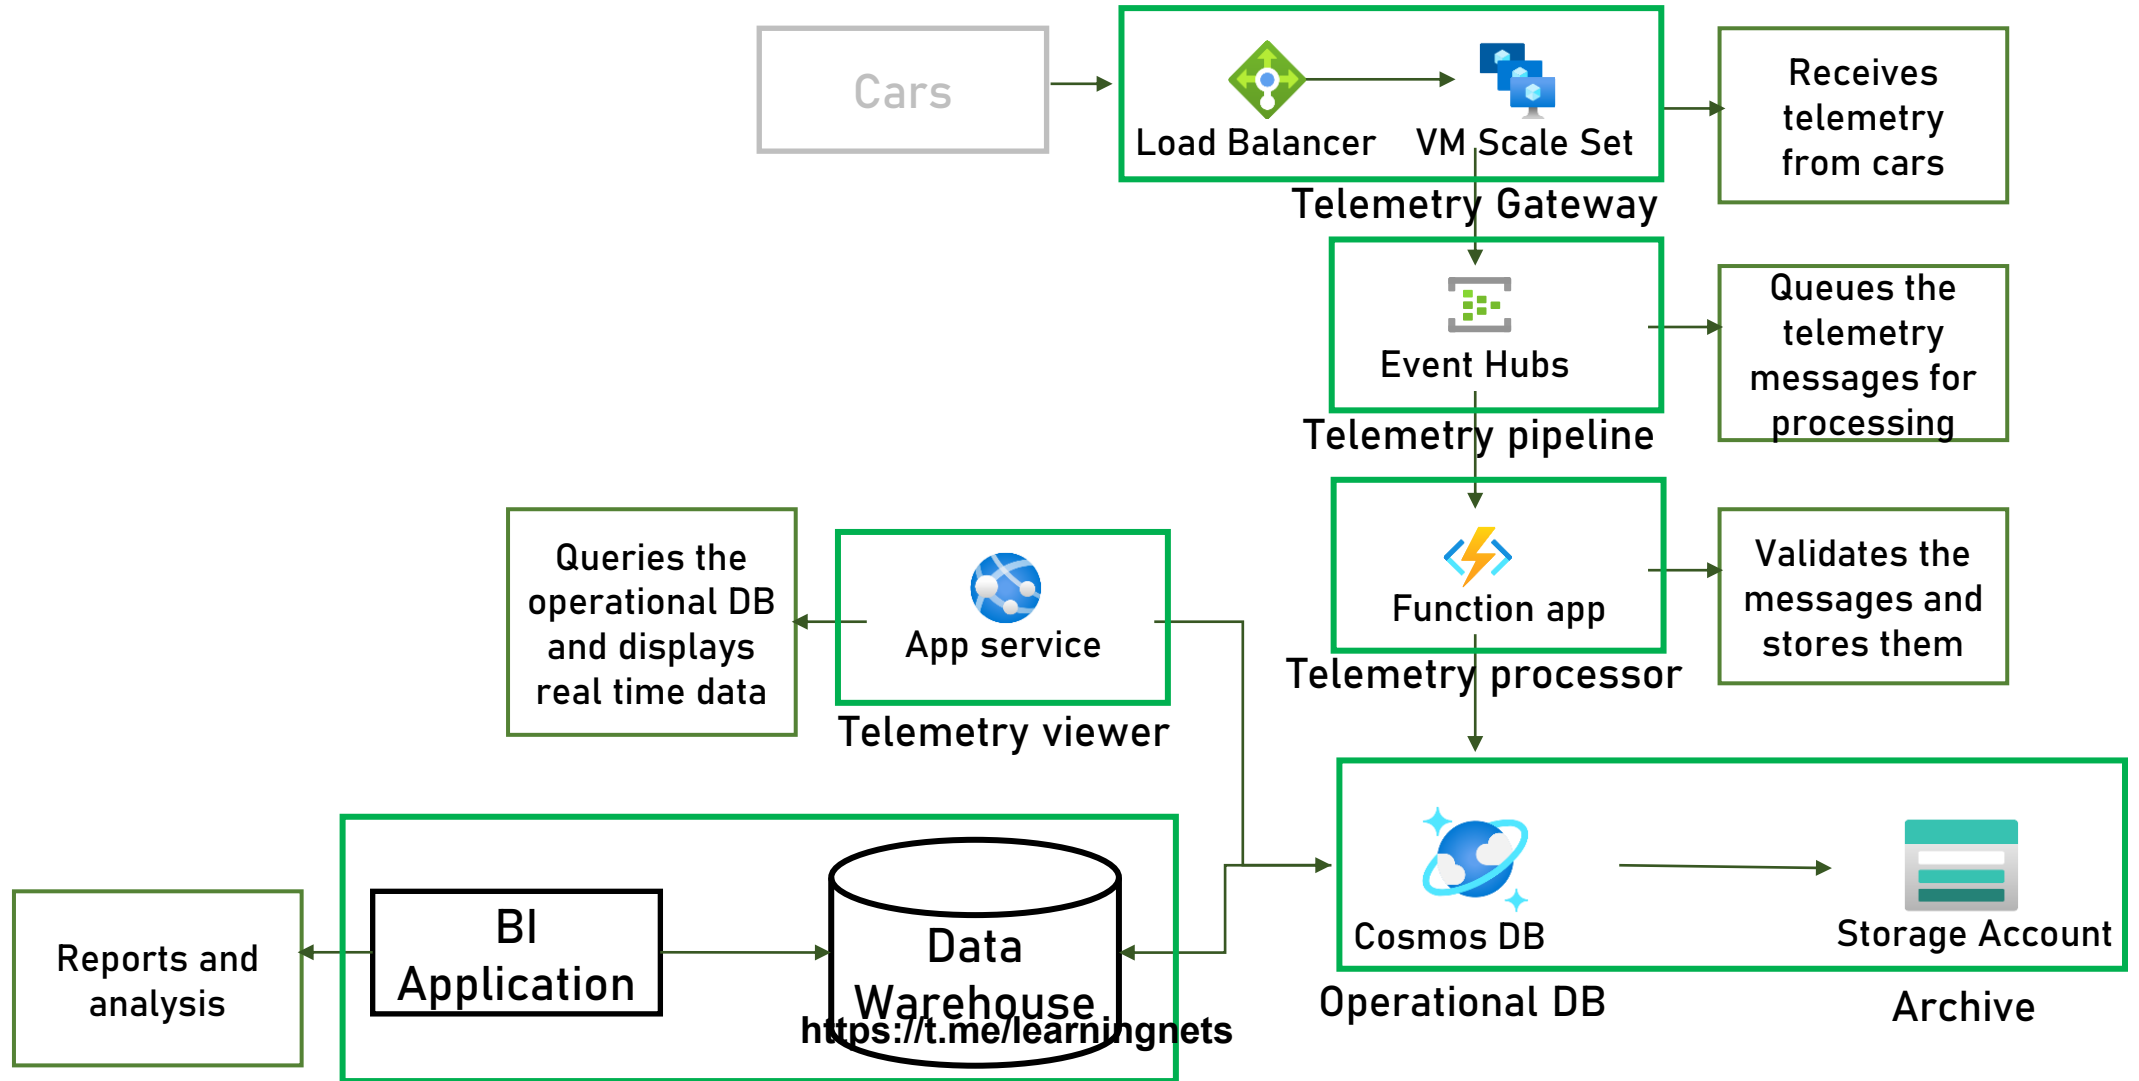 Cars
Load Balancer
VM Scale Set
Telemetry Gateway
Receives
telemetry
from cars
Event Hubs
Telemetry pipeline
Queues the
telemetry
messages for
processing
Function app
Telemetry processor
Validates the
messages and
stores them
Queries the
operational DB
and displays
real time data
App service
Telemetry viewer
Cosmos DB
Operational DB
Storage Account
Archive
Reports and
analysis
BI
Application
Data
Warehouse
https://t.me/learningnets